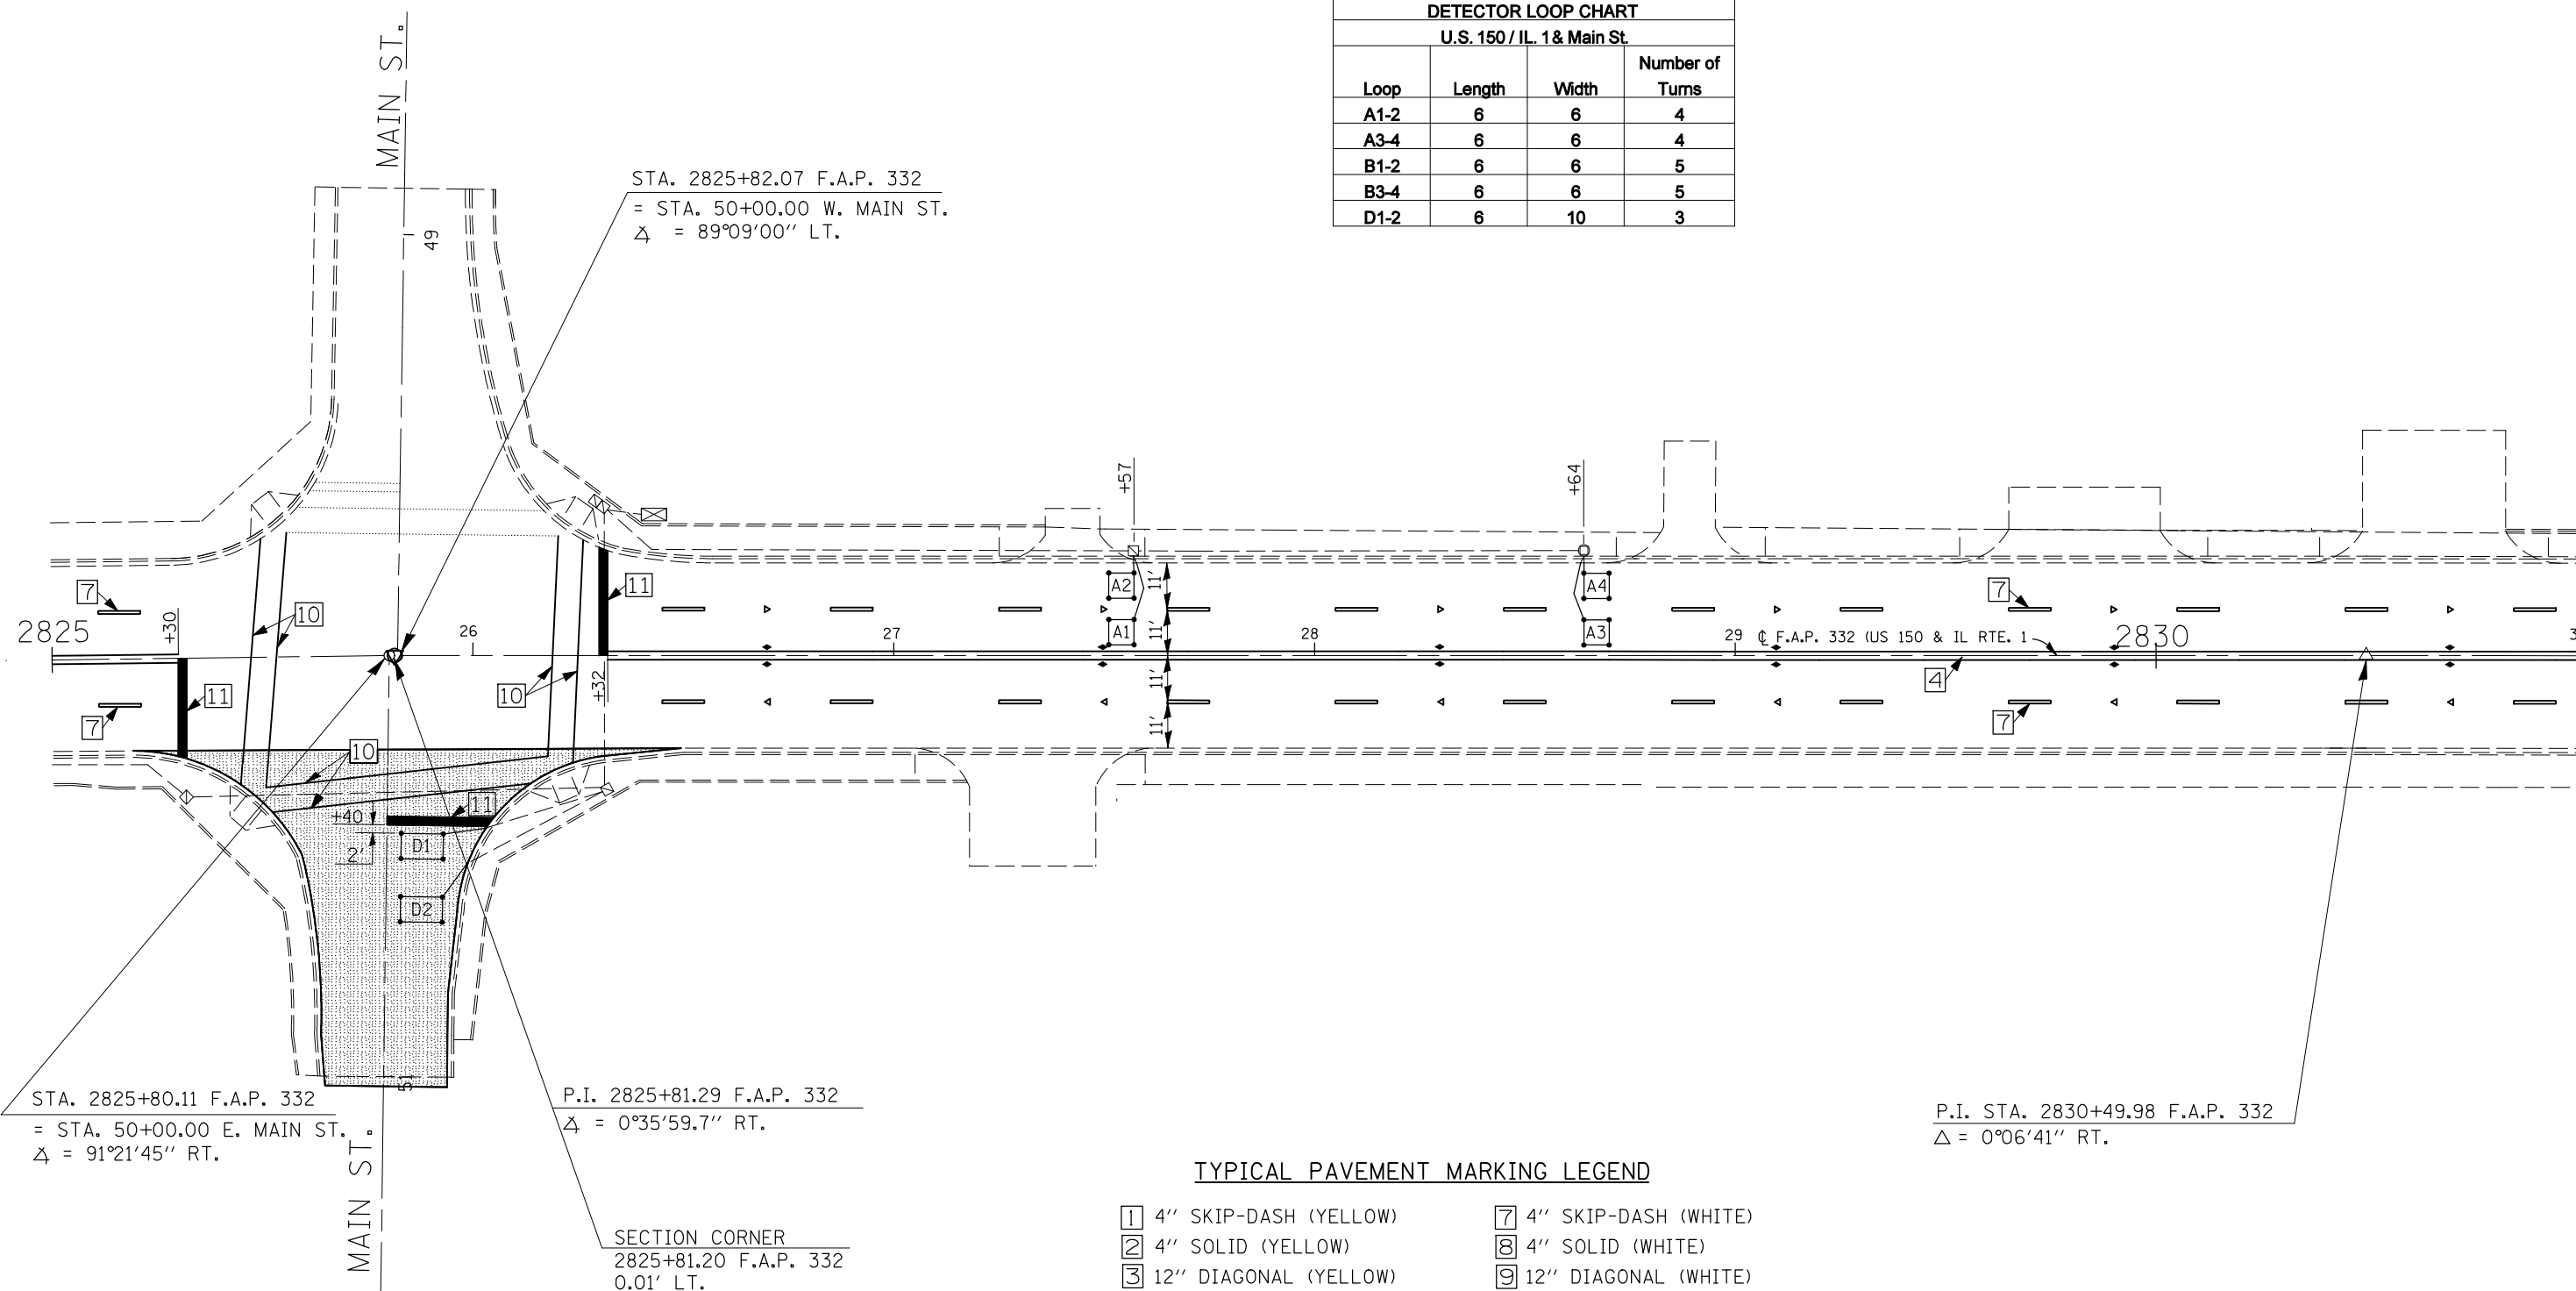 DETECTOR LOOP CHART
U.S. 150 / IL. 1 & Main St.
Loop Length Width Number of Turns
A1-2 6 6 4
A3-4 6 6 4
B1-2 6 6 5
B3-4 6 6 5
D1-2 6 10 3
MAIN ST.
49
STA. 2825+82.07 F.A.P. 332
= STA. 50+00.00 W. MAIN ST.
= 89°09'00" LT.
+57
+64
7
2825
+30
10
26
11
27
A2
A1
11'
11'
11'
11'
28
A4
A3
29
℄ F.A.P. 332 (US 150 & IL RTE. 1
7
2830
3
7
11
10
+32
4
7
10
+40
11
2'
D1
D2
51
STA. 2825+80.11 F.A.P. 332
= STA. 50+00.00 E. MAIN ST.
= 91°21'45" RT.
MAIN ST.
P.I. 2825+81.29 F.A.P. 332
= 0°35'59.7" RT.
SECTION CORNER
2825+81.20 F.A.P. 332
0.01' LT.
P.I. STA. 2830+49.98 F.A.P. 332
△ = 0°06'41" RT.
TYPICAL PAVEMENT MARKING LEGEND
1 4" SKIP-DASH (YELLOW)
2 4" SOLID (YELLOW)
3 12" DIAGONAL (YELLOW)
7 4" SKIP-DASH (WHITE)
8 4" SOLID (WHITE)
9 12" DIAGONAL (WHITE)